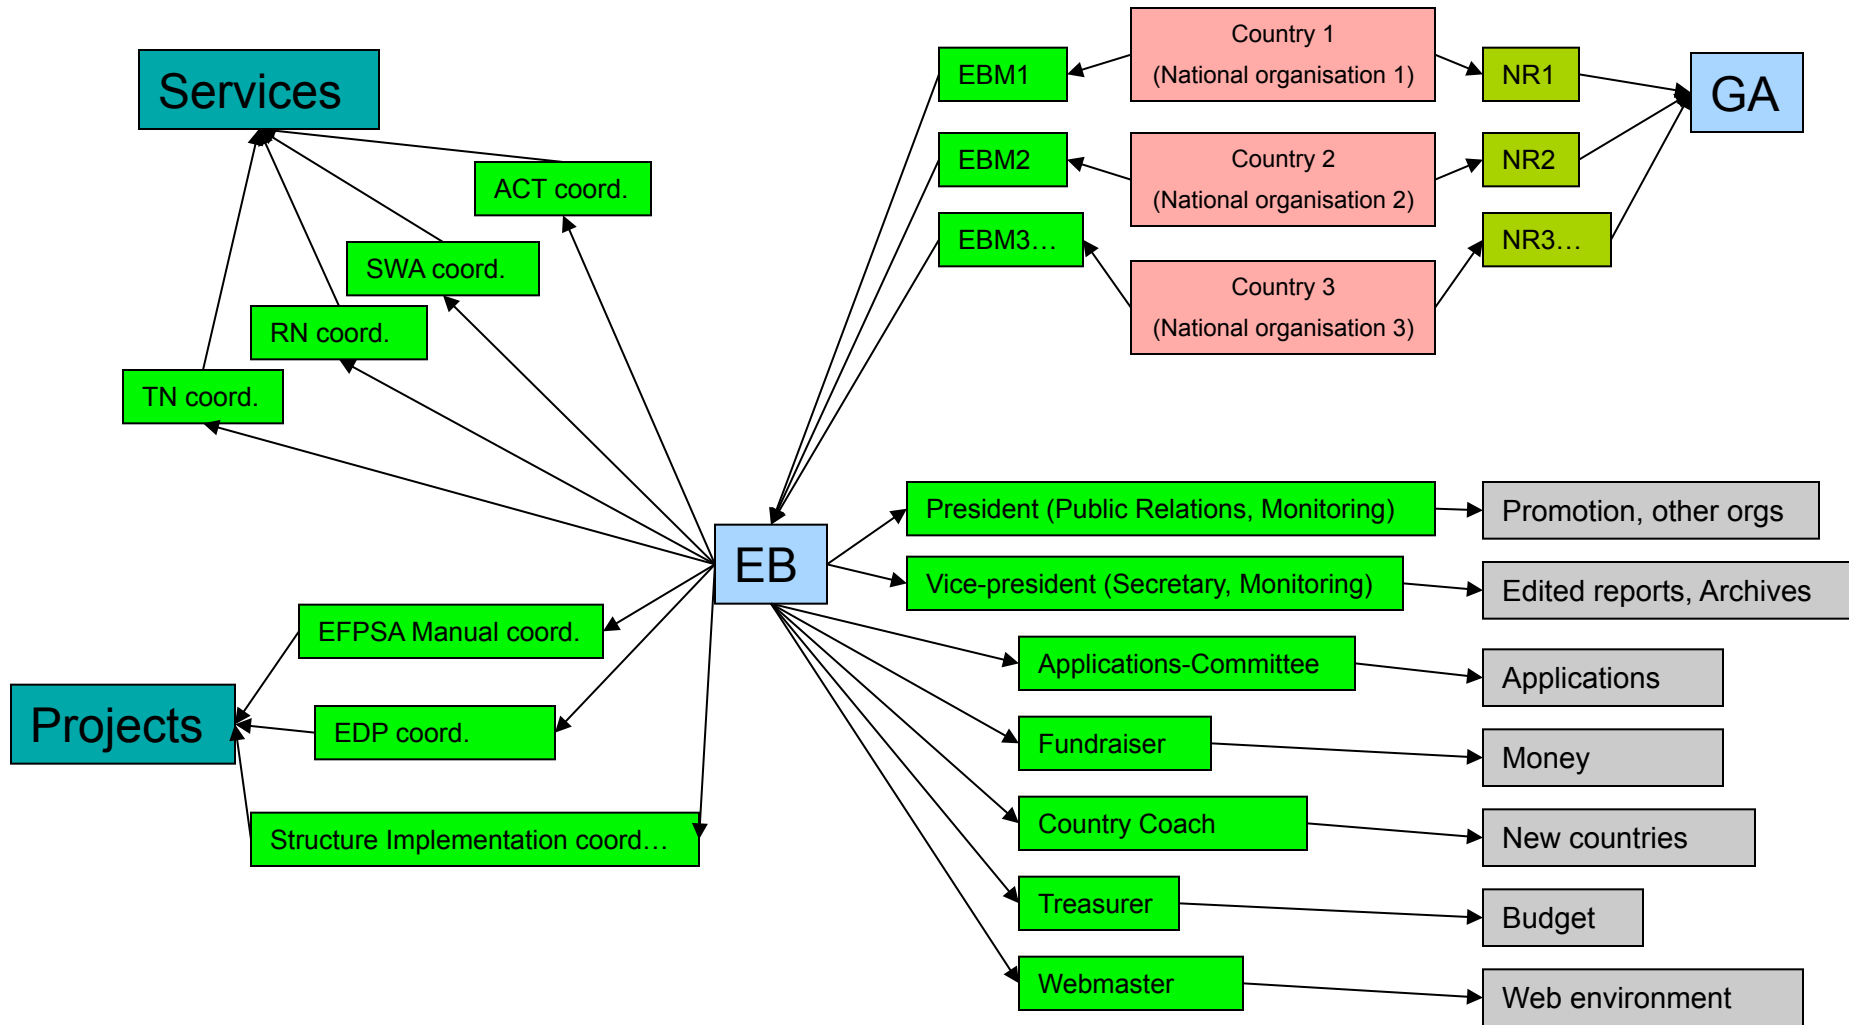 Services
ACT coord.
SWA coord.
RN coord.
TN coord.
EBM1
EBM2
EBM3…
Country 1
(National organisation 1)
Country 2
(National organisation 2)
Country 3
(National organisation 3)
NR1
NR2
NR3…
GA
EB
President (Public Relations, Monitoring)
Promotion, other orgs
Vice-president (Secretary, Monitoring)
Edited reports, Archives
Applications-Committee
Applications
Fundraiser
Money
Country Coach
New countries
Treasurer
Budget
Webmaster
Web environment
EFPSA Manual coord.
Projects
EDP coord.
Structure Implementation coord…